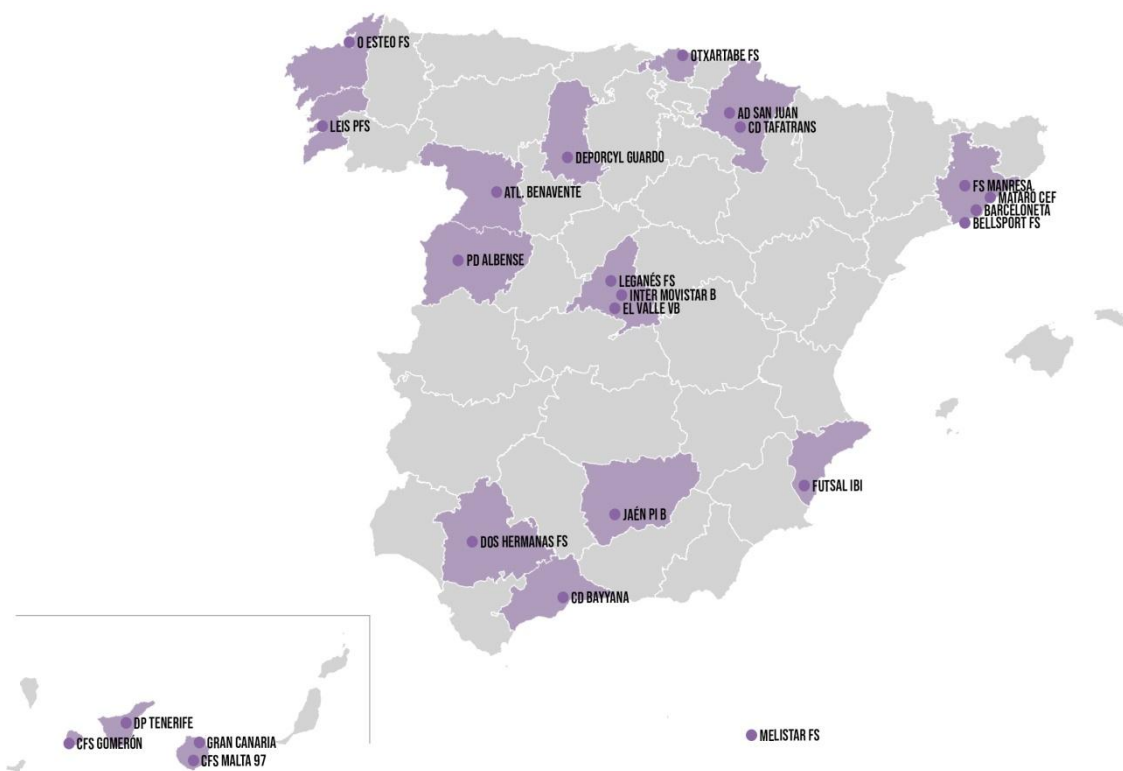 O ESTEO FS
OTXARTABE FS
AD SAN JUAN
CD TAFATRANS
LEIS PFS
DEPORCYL GUARDO
ATL. BENAVENTE
FS MANRESA
MATARÓ CEF
BARCELONETA
BELLSPORT FS
PD ALBENSE
LEGANÉS FS
INTER MOVISTAR B
EL VALLE VB
FUTSAL IBI
JAÉN PI B
DOS HERMANAS FS
CD BAYYANA
DP TENERIFE
CFS GOMERÓN
GRAN CANARIA
CFS MALTA 97
MELISTAR FS